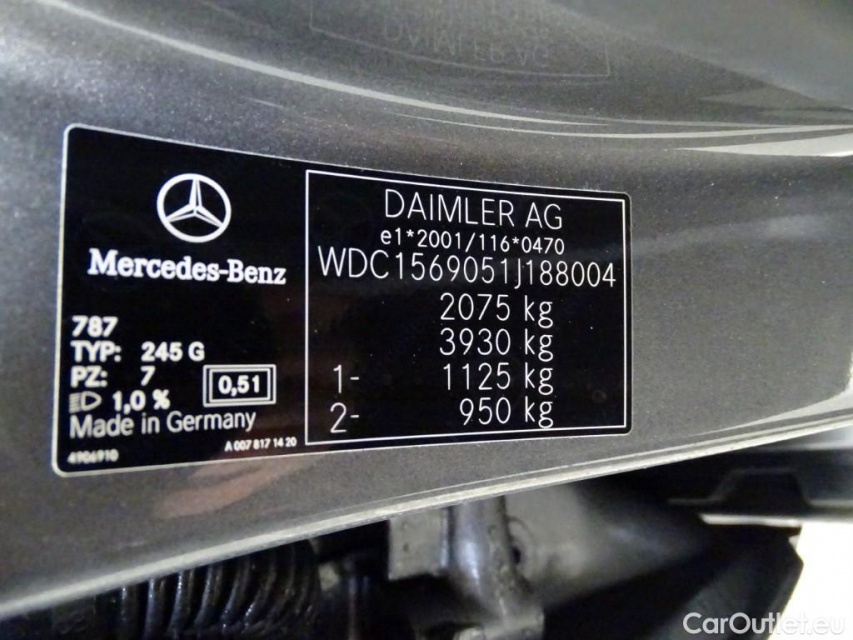 Mercedes-Benz
787
TYP: 245 G
PZ: 7
0,51
1,0 %
Made in Germany
4906910
A 007 817 14 20
DAIMLER AG
e1*2001/116*0470
WDC1569051J188004
2075 kg
3930 kg
1- 1125 kg
2- 950 kg
CarOutlet.eu